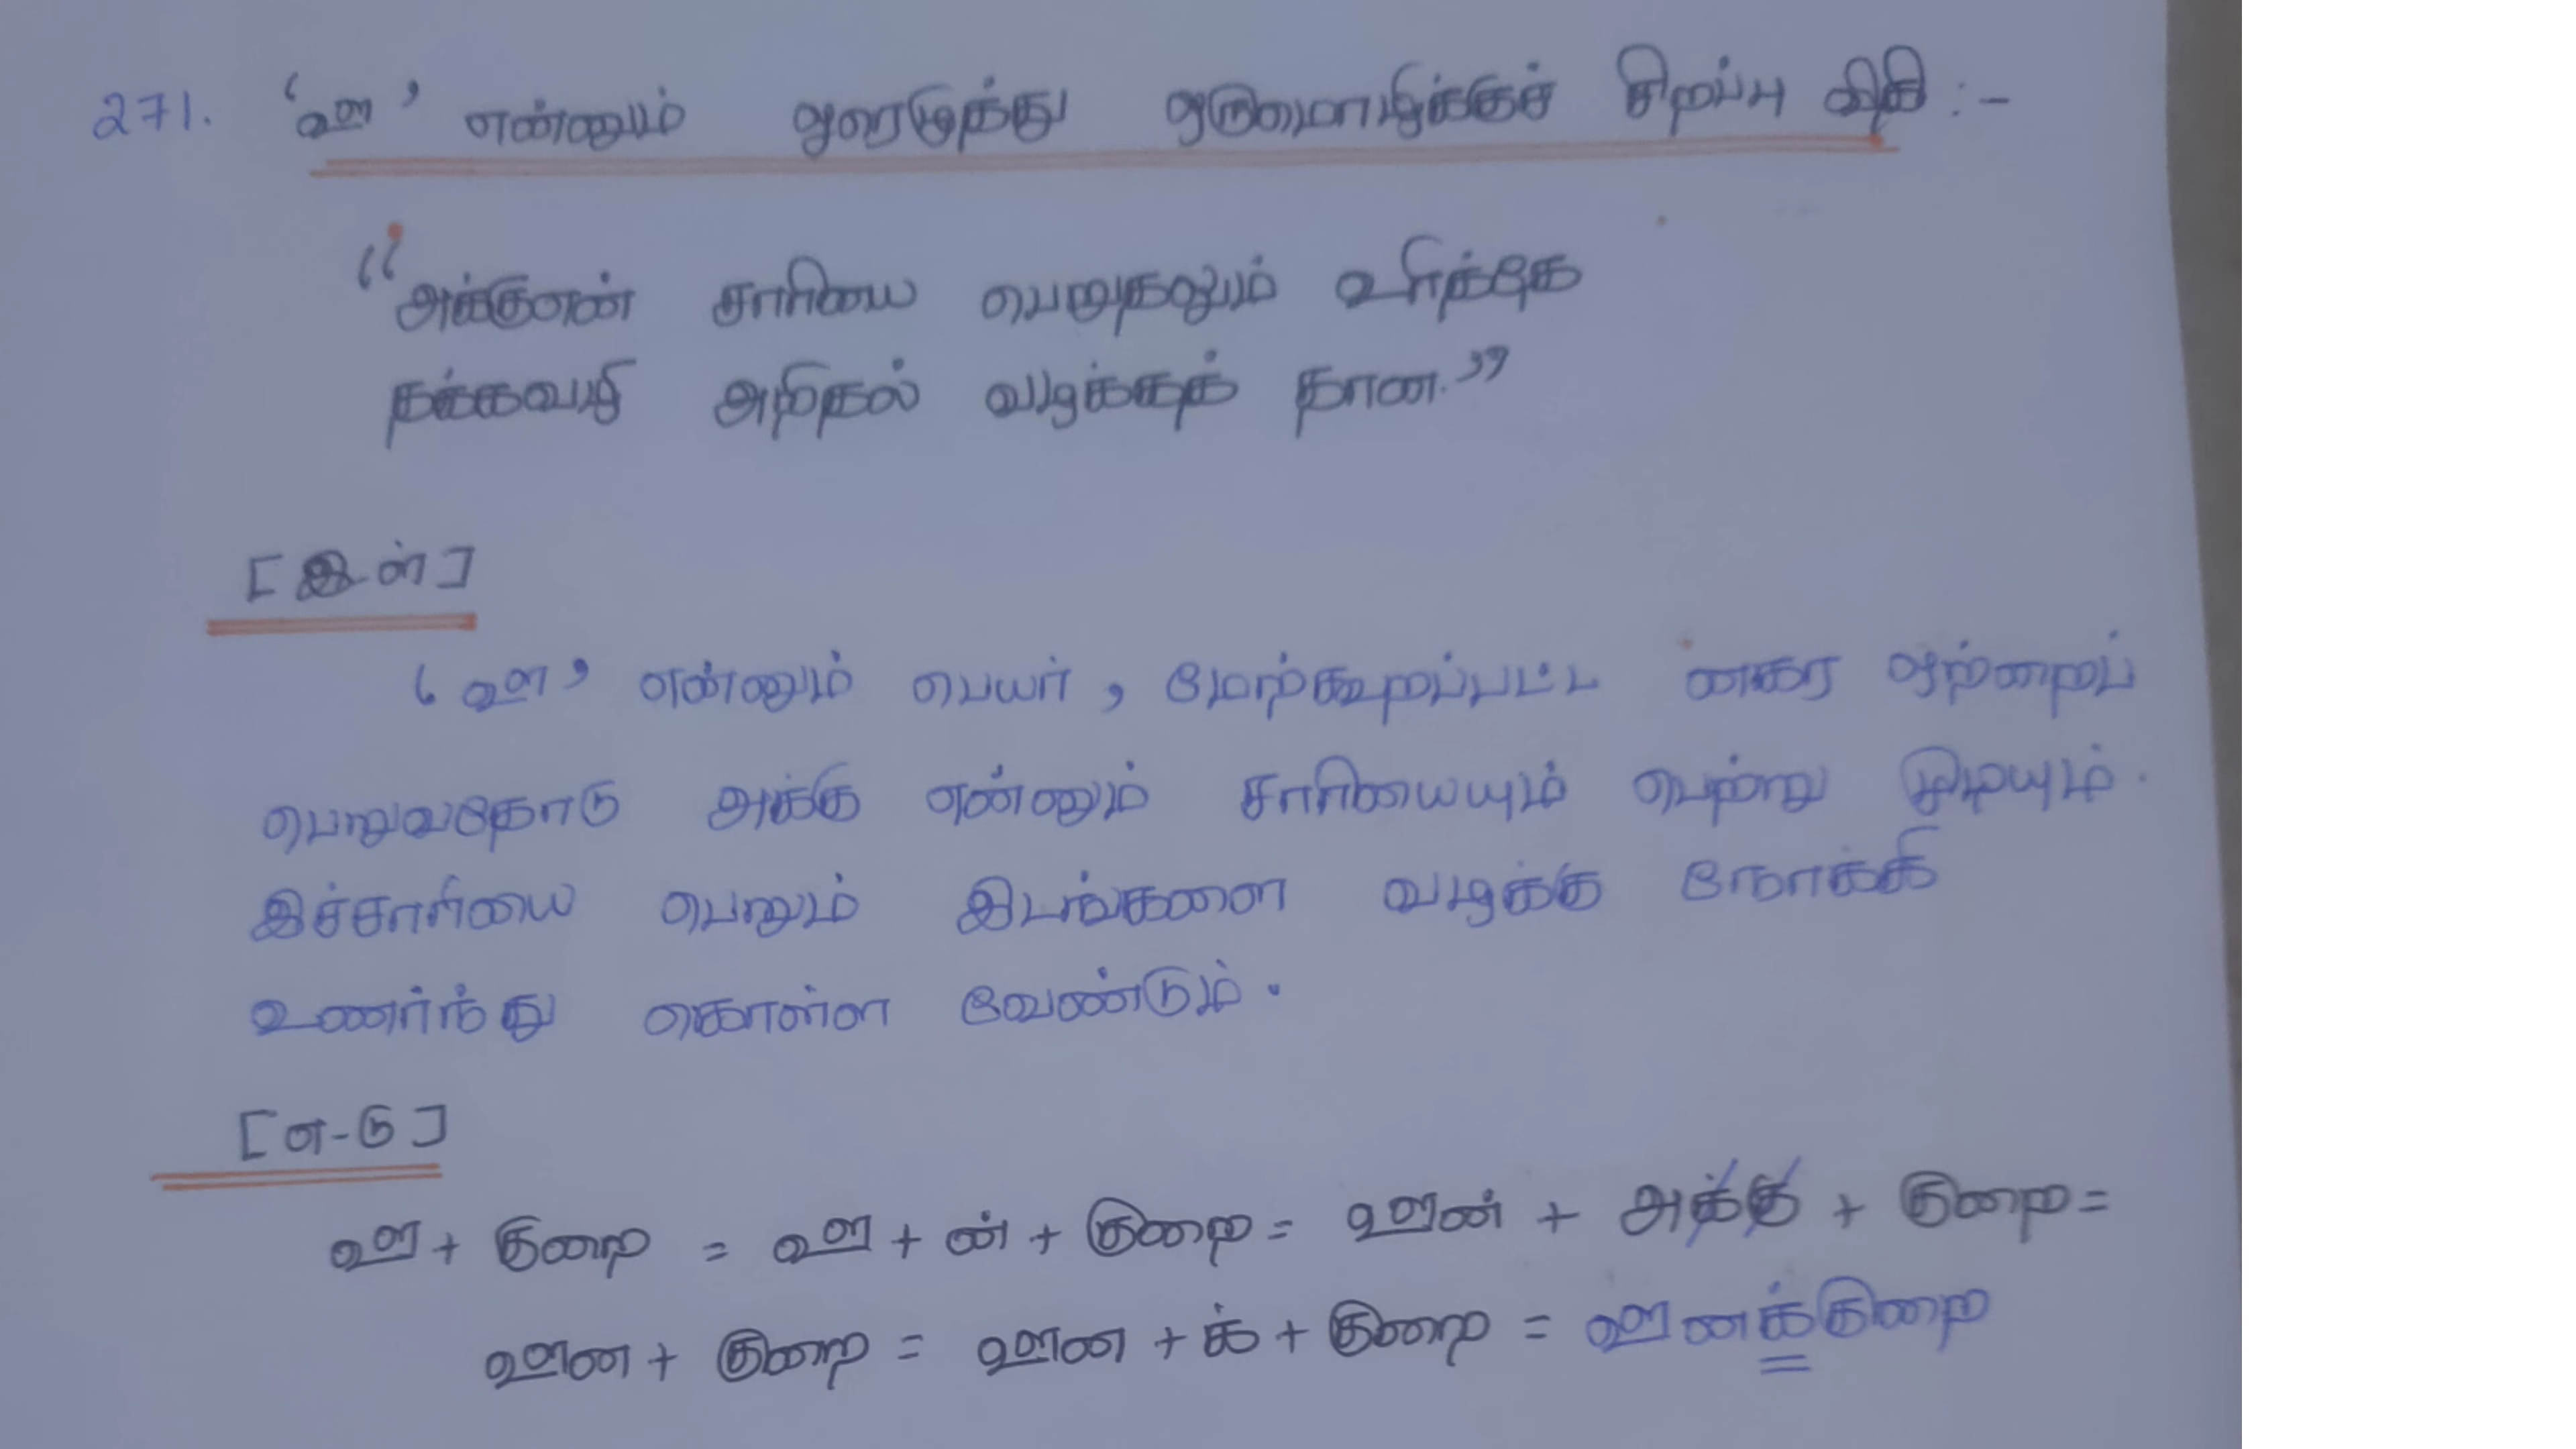 271. 'ஊ' என்னும் ஓரெழுத்து ஒருமொழிக்குச் சிறப்பு விதி :-
"அக்குஎன் சாரியை பெறுதலும் உரித்தே
தக்கவழி அறிதல் வழக்கத் தான."
[இ-ள்]
'ஊ' என்னும் பெயர், மேற்கூறப்பட்ட னகர ஒற்றைப்
பெறுவதோடு அக்கு என்னும் சாரியையும் பெற்று முடியும்.
இச்சாரியை பெறும் இடங்களை வழக்கு நோக்கி
உணர்ந்து கொள்ள வேண்டும்.
[எ-டு]
ஊ + குறை = ஊ + ன் + குறை = ஊன் + அக்கு + குறை =
ஊன + குறை = ஊன + க் + குறை = ஊனக்குறை